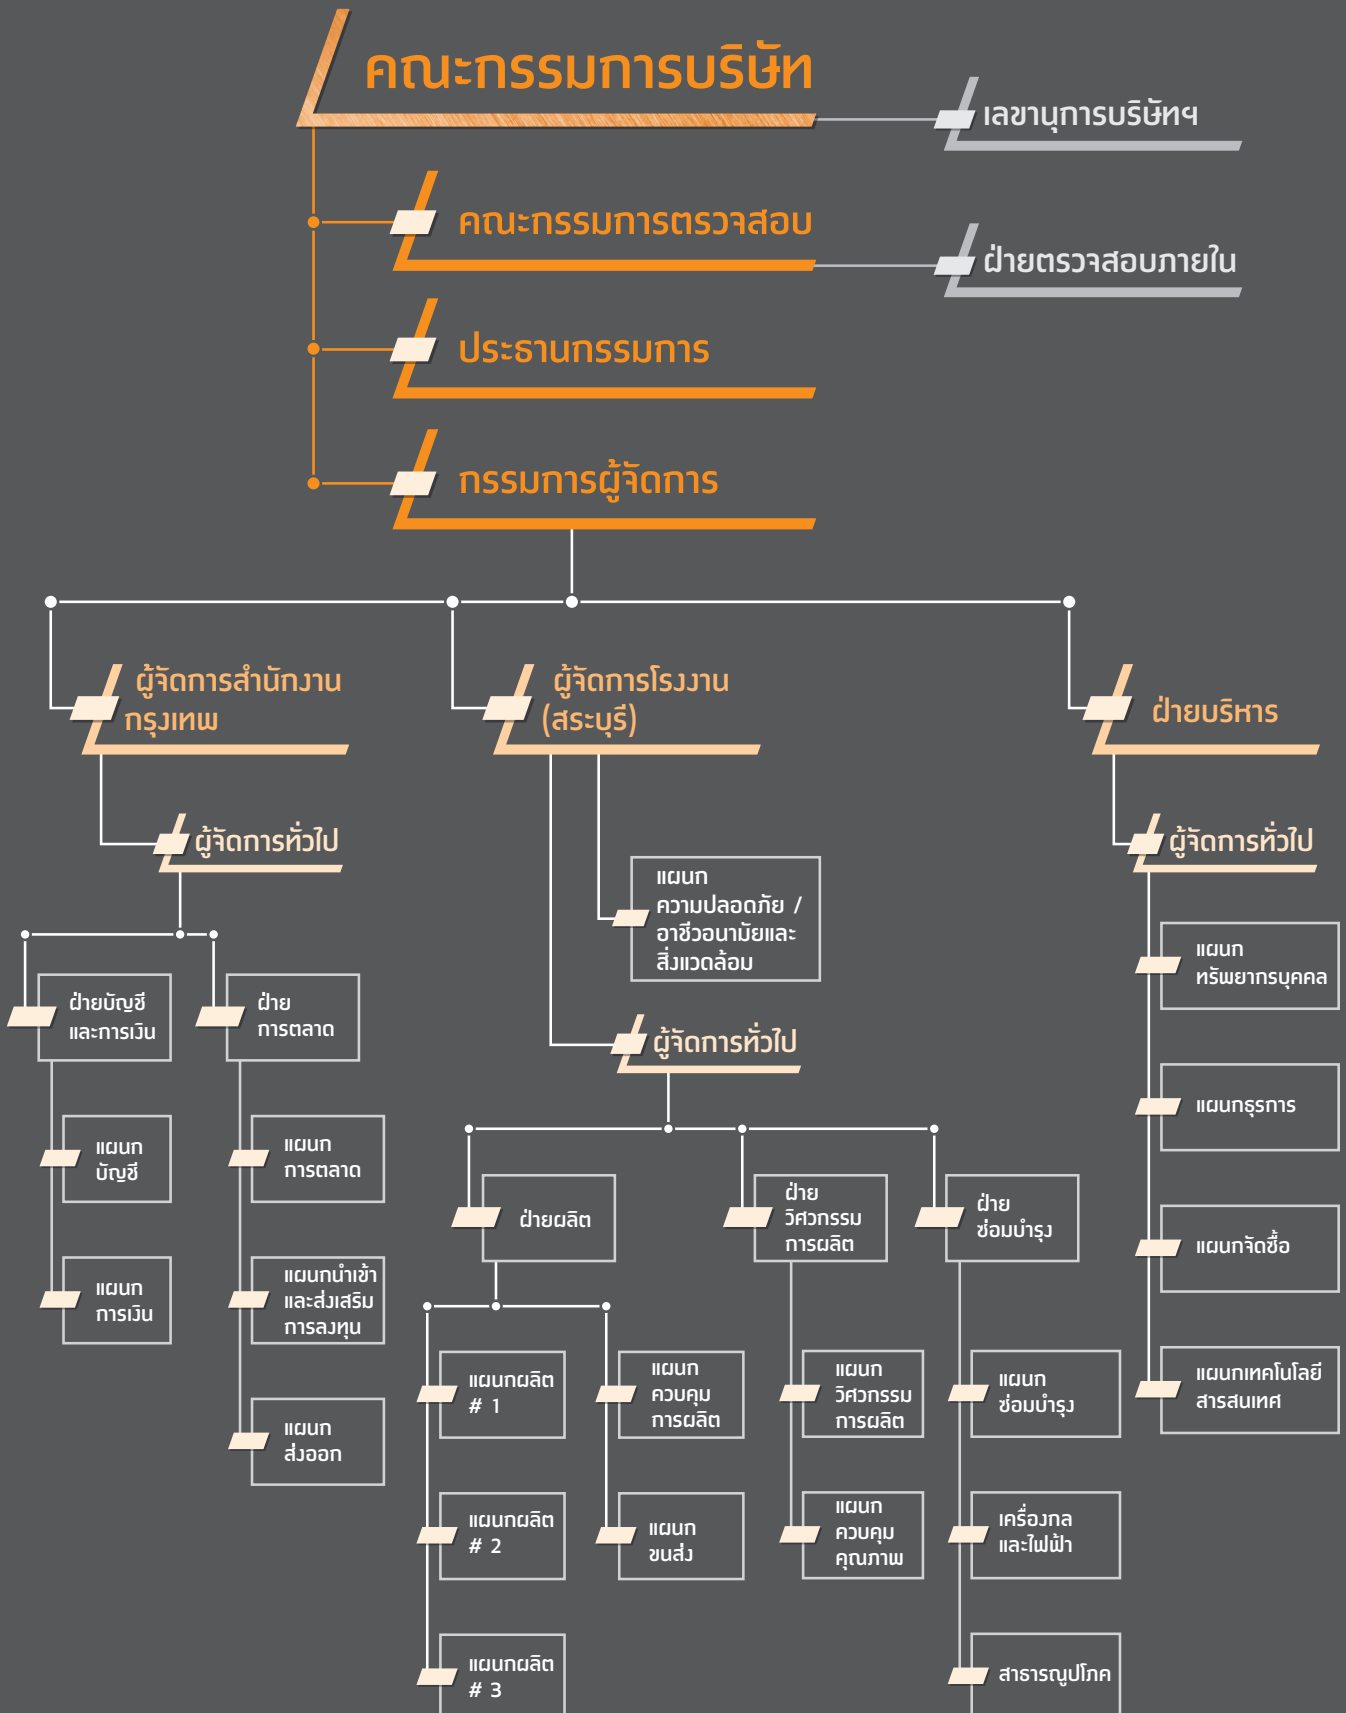 คณะกรรมการบริษัท
เลขานุการบริษัทฯ
คณะกรรมการตรวจสอบ
ฝ่ายตรวจสอบภายใน
ประธานกรรมการ
กรรมการผู้จัดการ
ผู้จัดการสำนักงาน
กรุงเทพ
ผู้จัดการโรงงาน
(สระบุรี)
ฝ่ายบริหาร
ผู้จัดการทั่วไป
ฝ่ายบัญชี
และการเงิน
ฝ่าย
การตลาด
แผนก
บัญชี
แผนก
การเงิน
แผนก
การตลาด
แผนกนำเข้า
และส่งเสริม
การลงทุน
แผนก
ส่งออก
แผนก
ความปลอดภัย /
อาชีวอนามัยและ
สิ่งแวดล้อม
ผู้จัดการทั่วไป
ฝ่ายผลิต
ฝ่าย
วิศวกรรม
การผลิต
ฝ่าย
ซ่อมบำรุง
แผนกผลิต
# 1
แผนกผลิต
# 2
แผนกผลิต
# 3
แผนก
ควบคุม
การผลิต
แผนก
ขนส่ง
แผนก
วิศวกรรม
การผลิต
แผนก
ควบคุม
คุณภาพ
แผนก
ซ่อมบำรุง
เครื่องกล
และไฟฟ้า
สาธารณูปโภค
ผู้จัดการทั่วไป
แผนก
ทรัพยากรบุคคล
แผนกธุรการ
แผนกจัดซื้อ
แผนกเทคโนโลยี
สารสนเทศ